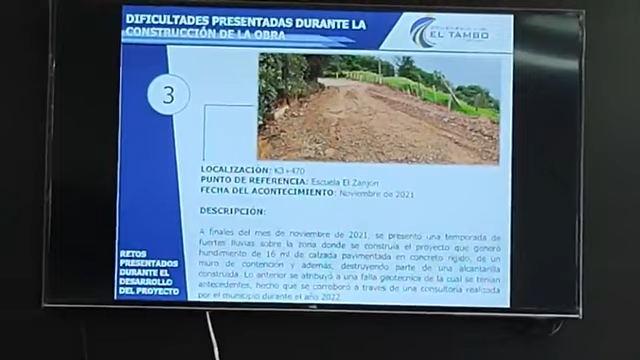 DIFICULTADES PRESENTADAS DURANTE LA
CONSTRUCCIÓN DE LA OBRA
EL TAMBO
3
LOCALIZACIÓN: K3+470
PUNTO DE REFERENCIA: Escuela El Zanjón
FECHA DEL ACONTECIMIENTO: Noviembre de 2021
DESCRIPCIÓN:
A finales del mes de noviembre de 2021, se presentó una temporada de
fuertes lluvias sobre la zona donde se construía el proyecto que generó
hundimiento de 16 ml de calzada pavimentada en concreto rígido, de un
muro de contención y además, destruyendo parte de una alcantarilla
construida. Lo anterior se atribuyó a una falla geotécnica de la cual se tenían
antecedentes, hecho que se corroboró a través de una consultoría realizada
por el municipio durante el año 2022.
RETOS
PRESENTADOS
DURANTE EL
DESARROLLO
DEL PROYECTO